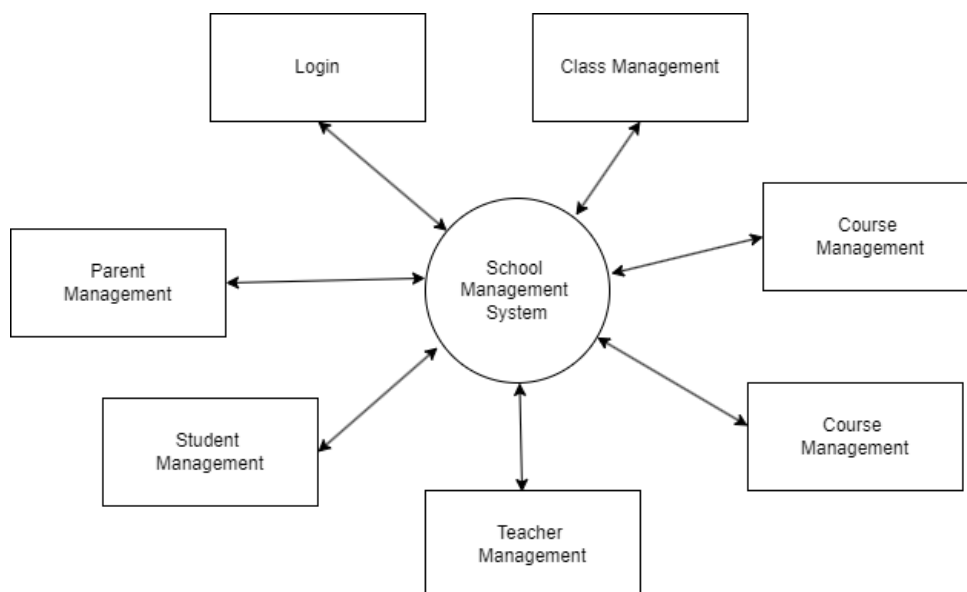 Login
Class Management
Course
Management
Parent
Management
School
Management
System
Course
Management
Student
Management
Teacher
Management